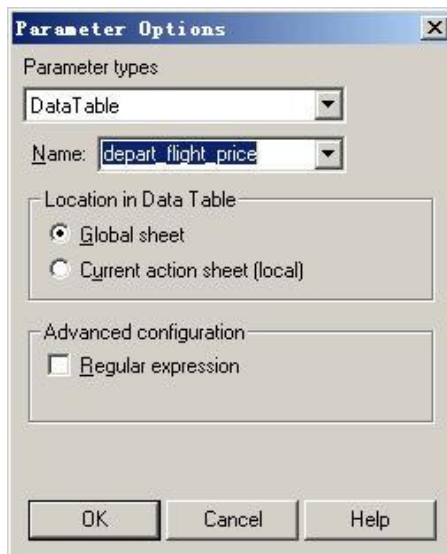 Parameter Options
Parameter types
DataTable
Name: depart_flight_price
Location in Data Table
Global sheet
Current action sheet (local)
Advanced configuration
Regular expression
OK Cancel Help